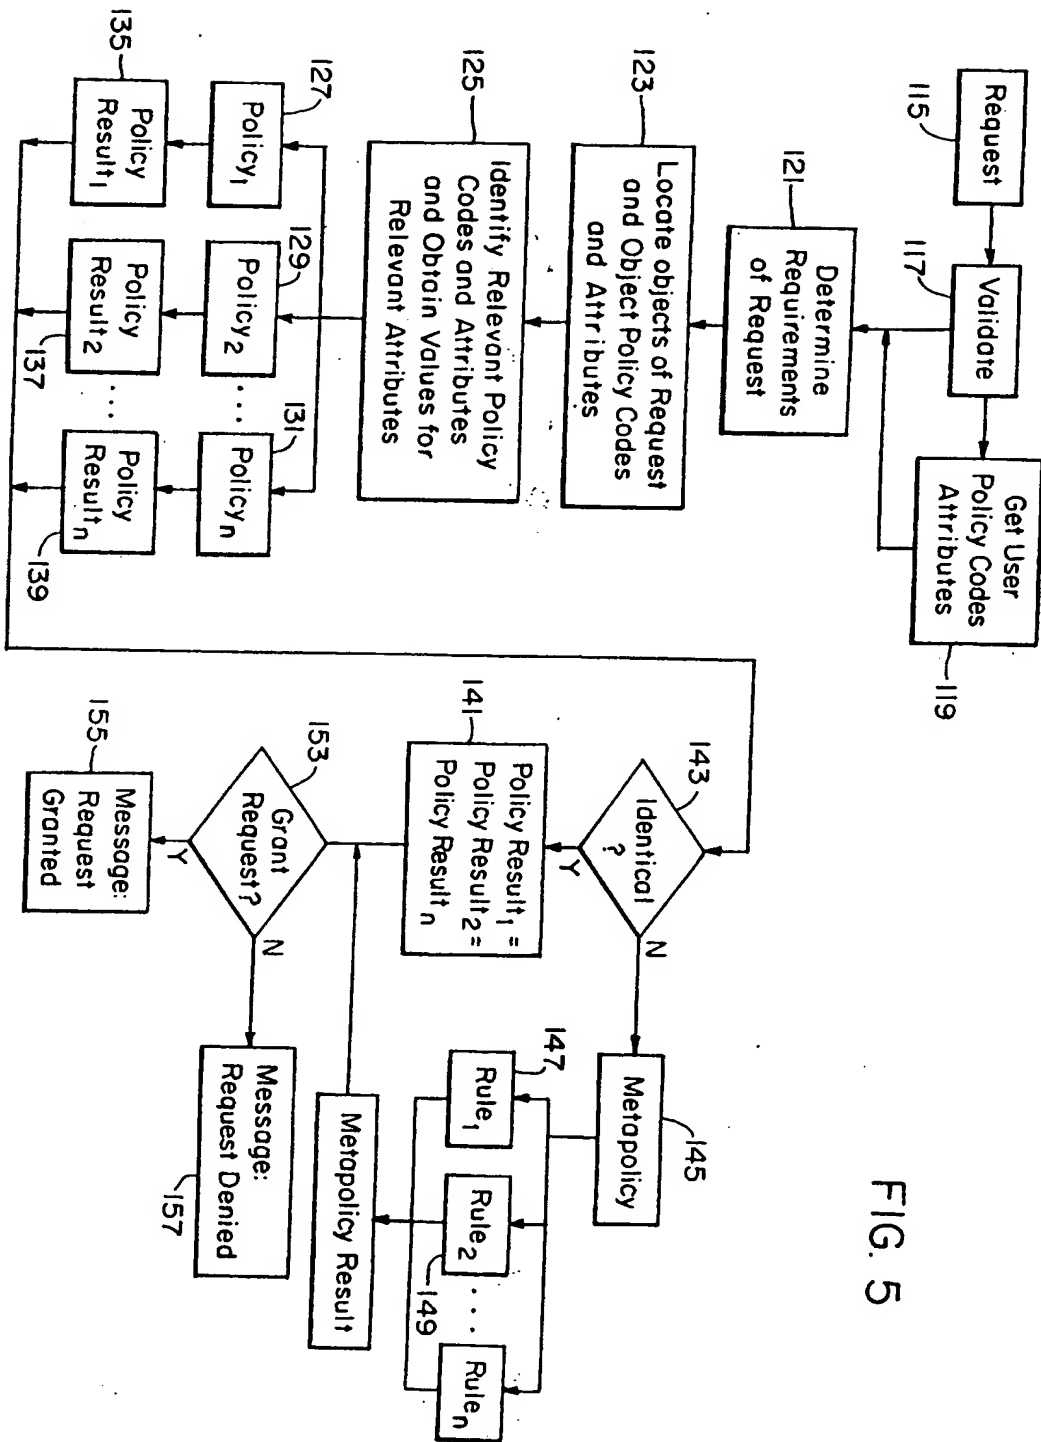 Request
115
Validate
117
Get User
Policy Codes
Attributes
119
Determine
Requirements
of Request
121
Locate objects of Request
and Object Policy Codes
and Attributes
123
Identify Relevant Policy
Codes and Attributes
and Obtain Values for
Relevant Attributes
125
127
Policy₁
129
Policy₂
...
131
Policyₙ
135
Policy
Result₁
Policy
Result₂
137
...
Policy
Resultₙ
139
143
Identical
?
Y
N
141
Policy Result₁ =
Policy Result₂ =
Policy Resultₙ
Metapolicy
145
147
Rule₁
Rule₂
149
...
Ruleₙ
Metapolicy Result
153
Grant
Request?
Y
N
155
Message:
Request
Granted
Message:
Request Denied
157
FIG. 5